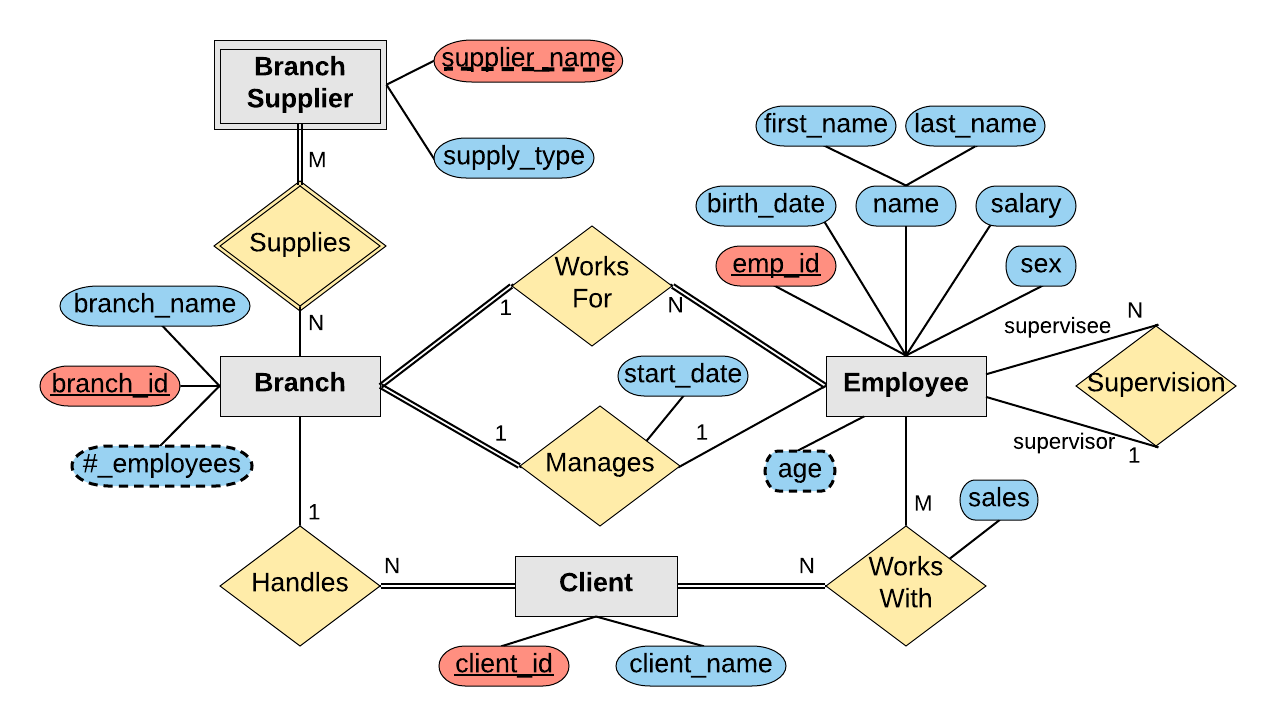 Branch
Supplier
supplier_name
supply_type
M
Supplies
N
first_name
last_name
birth_date
name
salary
emp_id
sex
Works
For
1
N
branch_name
branch_id
#_employees
Branch
start_date
Employee
supervisee
N
Supervision
supervisor
1
1
Manages
1
age
sales
M
1
Handles
N
Client
N
Works
With
client_id
client_name